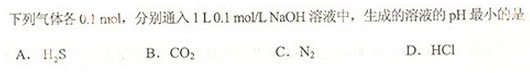 下列气体各 0.1 mol，分别通入 1 L 0.1 mol/L NaOH 溶液中，生成的溶液的 pH 最小的是
A. H₂S B. CO₂ C. N₂ D. HCl